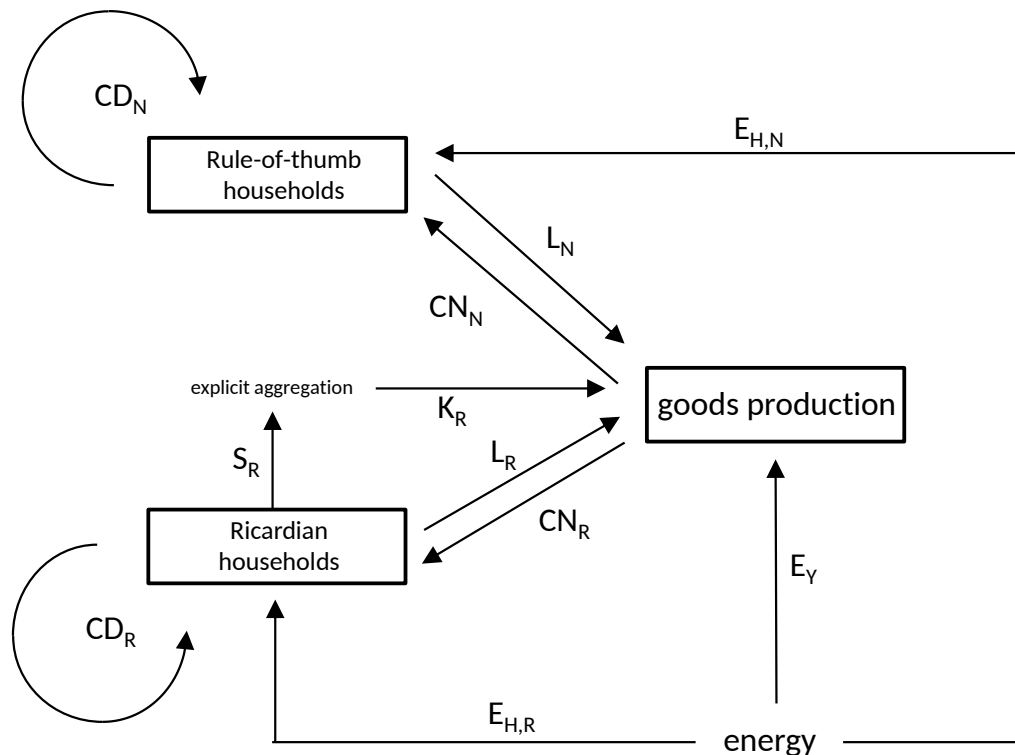 CD_N
E_H,N
Rule-of-thumb
households
L_N
CN_N
explicit aggregation
K_R
goods production
L_R
S_R
CN_R
Ricardian
households
E_Y
CD_R
E_H,R
energy